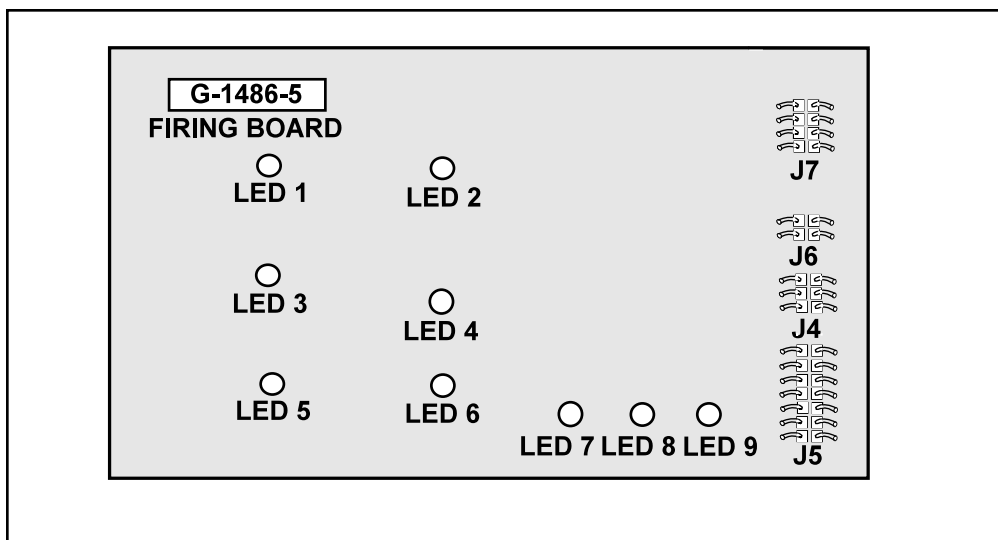 G-1486-5
FIRING BOARD
J7
LED 1
LED 2
J6
LED 3
LED 4
J4
LED 5
LED 6
LED 7 LED 8 LED 9
J5